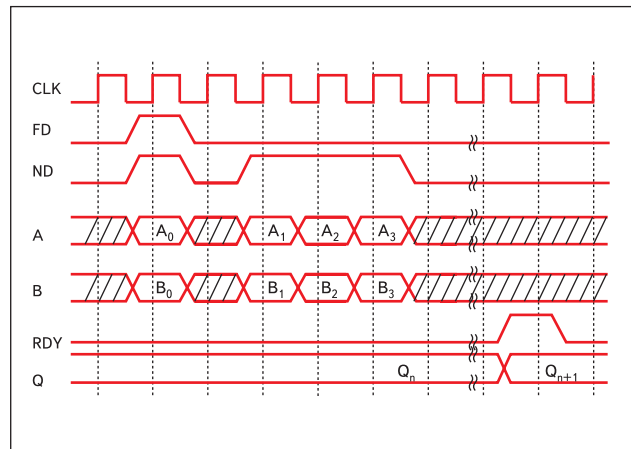 CLK
FD
ND
A A₀ A₁ A₂ A₃
B B₀ B₁ B₂ B₃
RDY
Q Qₙ Qₙ₊₁